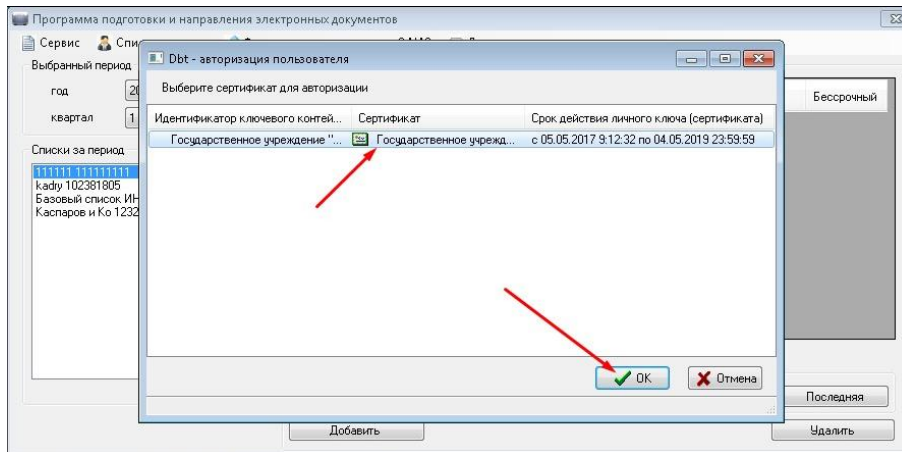 Программа подготовки и направления электронных документов
Сервис
Dbt - авторизация пользователя
Выбранный период
Выберите сертификат для авторизации
год
квартал 1
Бессрочный
Идентификатор ключевого контей... Сертификат Срок действия личного ключа (сертификата)
Государственное учреждение "... Государственное учрежд... с 05.05.2017 9:12:32 по 04.05.2019 23:59:59
Списки за период
111111 111111111
kadry 102381805
Базовый список ИН
Каспаров и Ко 1232
OK Отмена
Последняя
Добавить Удалить